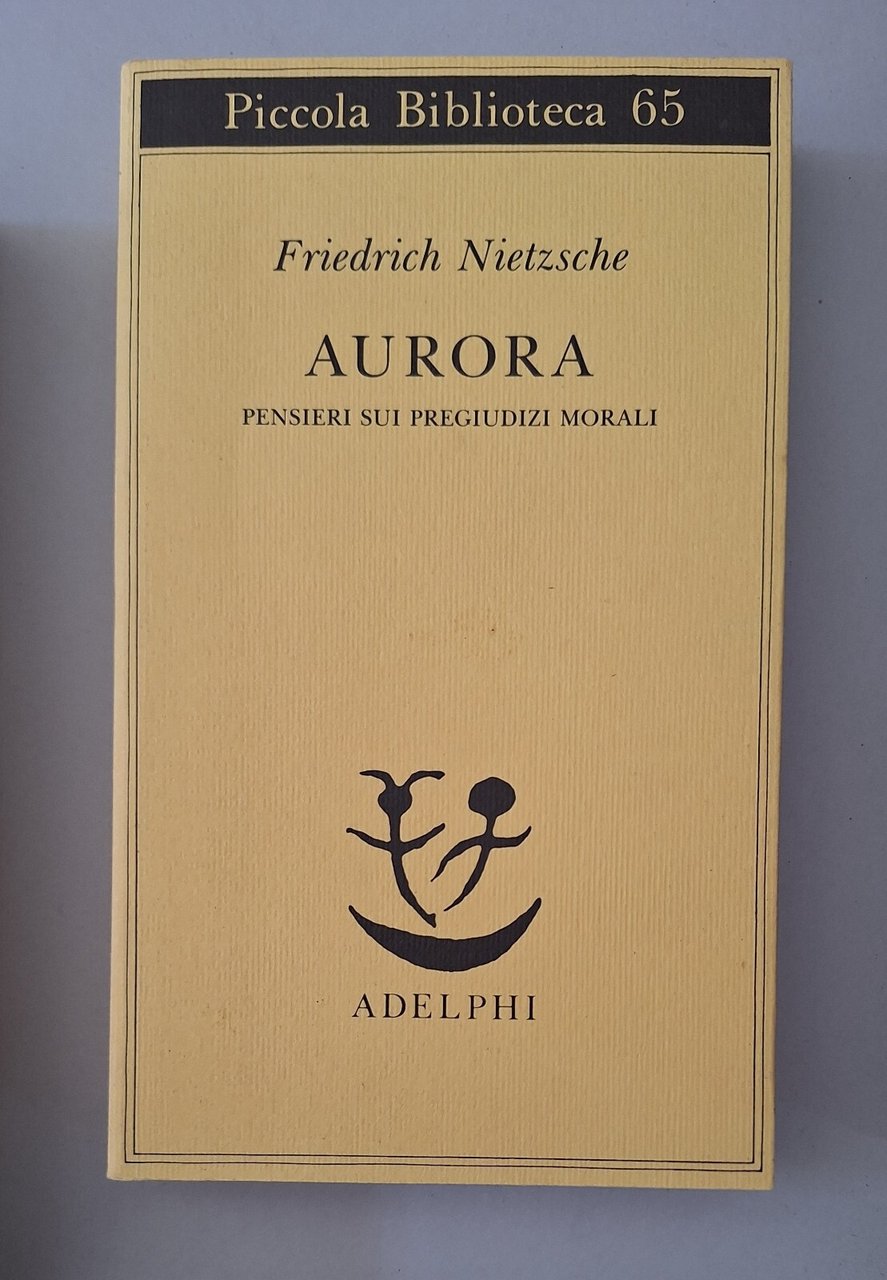 Piccola Biblioteca 65
Friedrich Nietzsche
AURORA
PENSIERI SUI PREGIUDIZI MORALI
ADELPHI